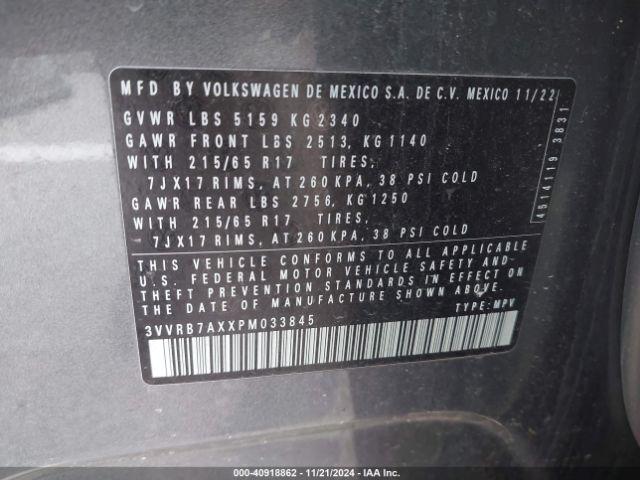 MFD BY VOLKSWAGEN DE MEXICO S.A. DE C.V. MEXICO 11/22
GVWR LBS 5159 KG 2340
GAWR FRONT LBS 2513, KG 1140
WITH 215/65 R17 TIRES,
7JX17 RIMS, AT 260 KPA, 38 PSI COLD
GAWR REAR LBS 2756, KG 1250
WITH 215/65 R17 TIRES,
7JX17 RIMS, AT 260 KPA, 38 PSI COLD
THIS VEHICLE CONFORMS TO ALL APPLICABLE
U.S. FEDERAL MOTOR VEHICLE SAFETY AND
THEFT PREVENTION STANDARDS IN EFFECT ON
THE DATE OF MANUFACTURE SHOWN ABOVE.
3VVRB7AXXPM033845 TYPE: MPV
4514119 3831
000-40918862 - 11/21/2024 - IAA Inc.